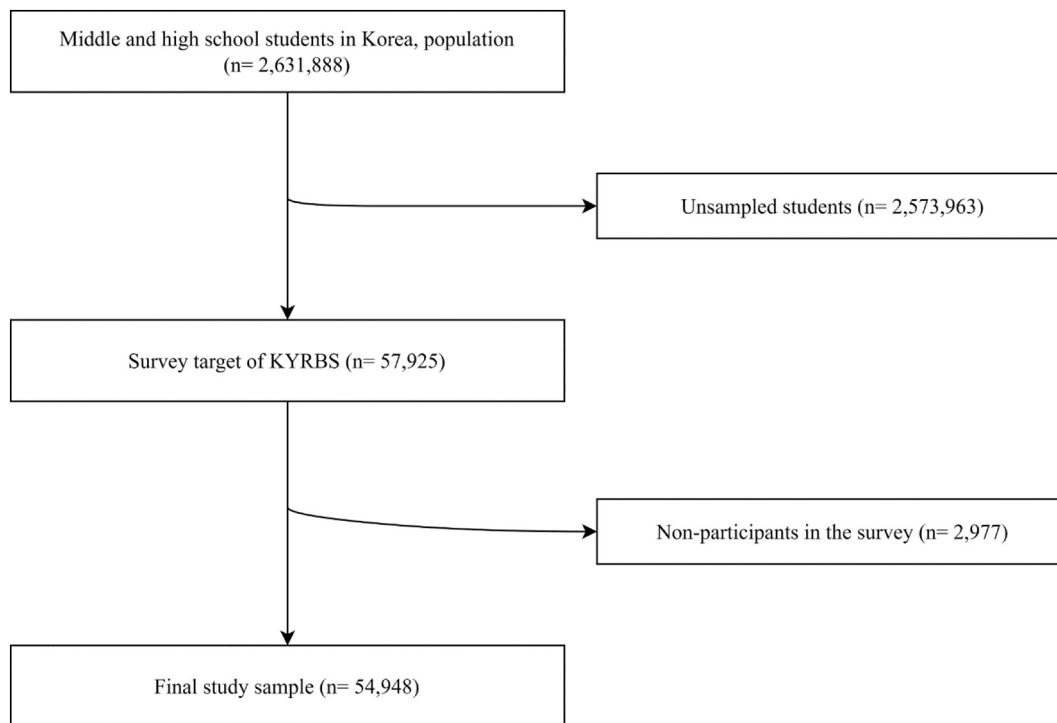 Middle and high school students in Korea, population
(n= 2,631,888)
Unsampled students (n= 2,573,963)
Survey target of KYRBS (n= 57,925)
Non-participants in the survey (n= 2,977)
Final study sample (n= 54,948)